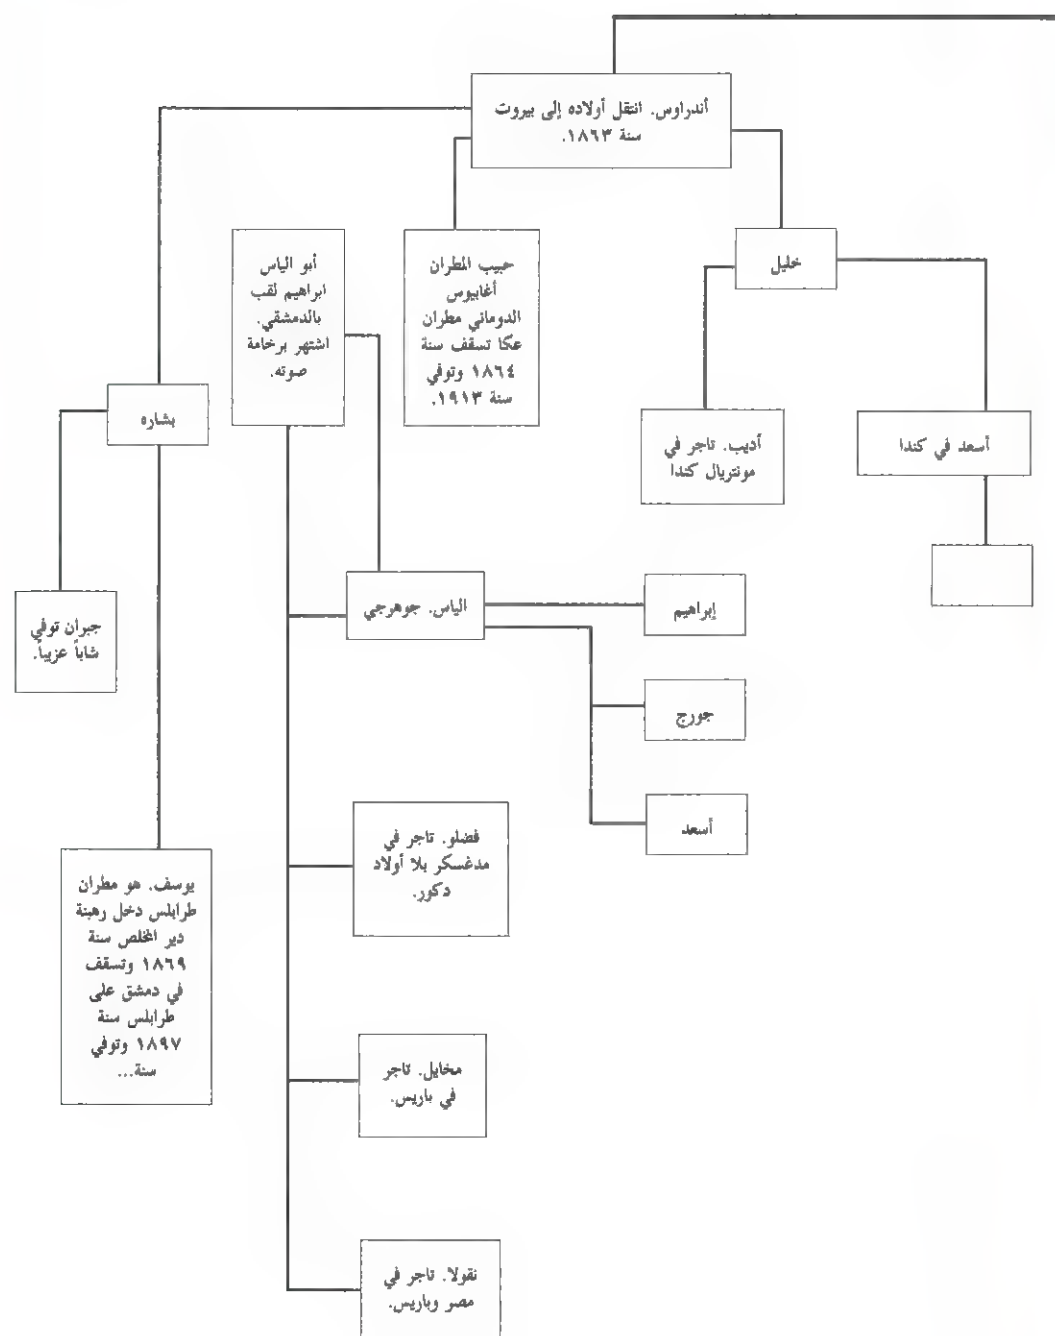 أندراوس. انتقل أولاده إلى بيروت
سنة ١٨٦٣.
خليل
حبيب المطران
أغابيوس
الدوماني مطران
عكا تسقف سنة
١٨٦٤ وتوفي
سنة ١٩١٣.
أبو الياس
ابراهيم لقب
بالدمشقي.
اشتهر برخامة
صوته.
بشاره
أسعد في كندا
أديب. تاجر في
مونتريال كندا
الياس. جوهرجي
إبراهيم
جورج
أسعد
جبران توفي
شاباً عزيباً.
فضلو. تاجر في
مدغسكر بلا أولاد
دكور.
يوسف. هو مطران
طرابلس دخل رهبنة
دير المخلص سنة
١٨٦٩ وتسقف
في دمشق على
طرابلس سنة
١٨٩٧ وتوفي
سنة...
مخايل. تاجر
في باريس.
نقولا. تاجر في
مصر وباريس.